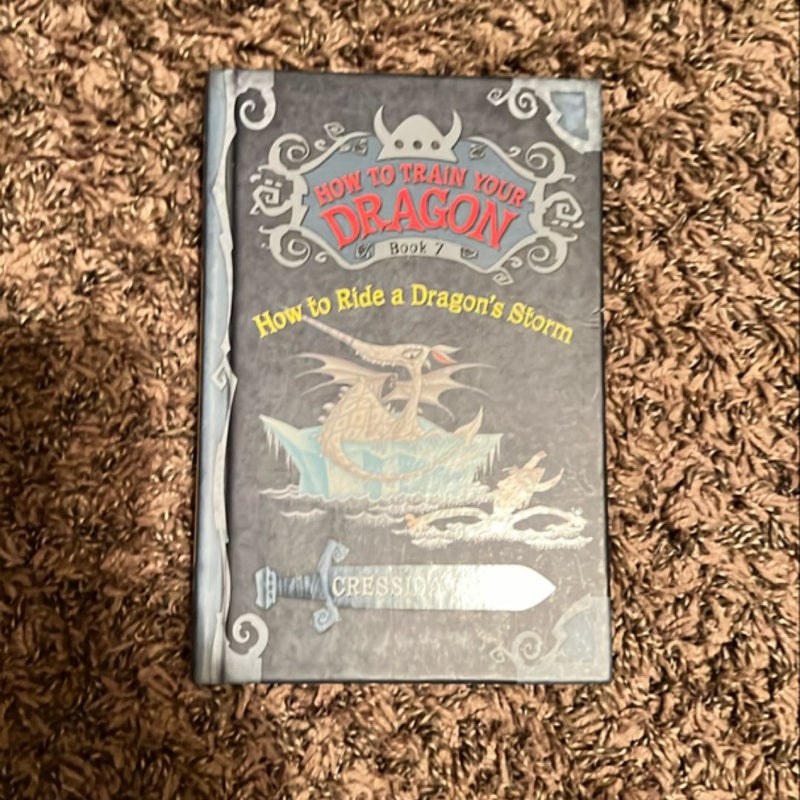 HOW TO TRAIN YOUR
DRAGON
Book 7
How to Ride a Dragon's Storm
CRESSIDA